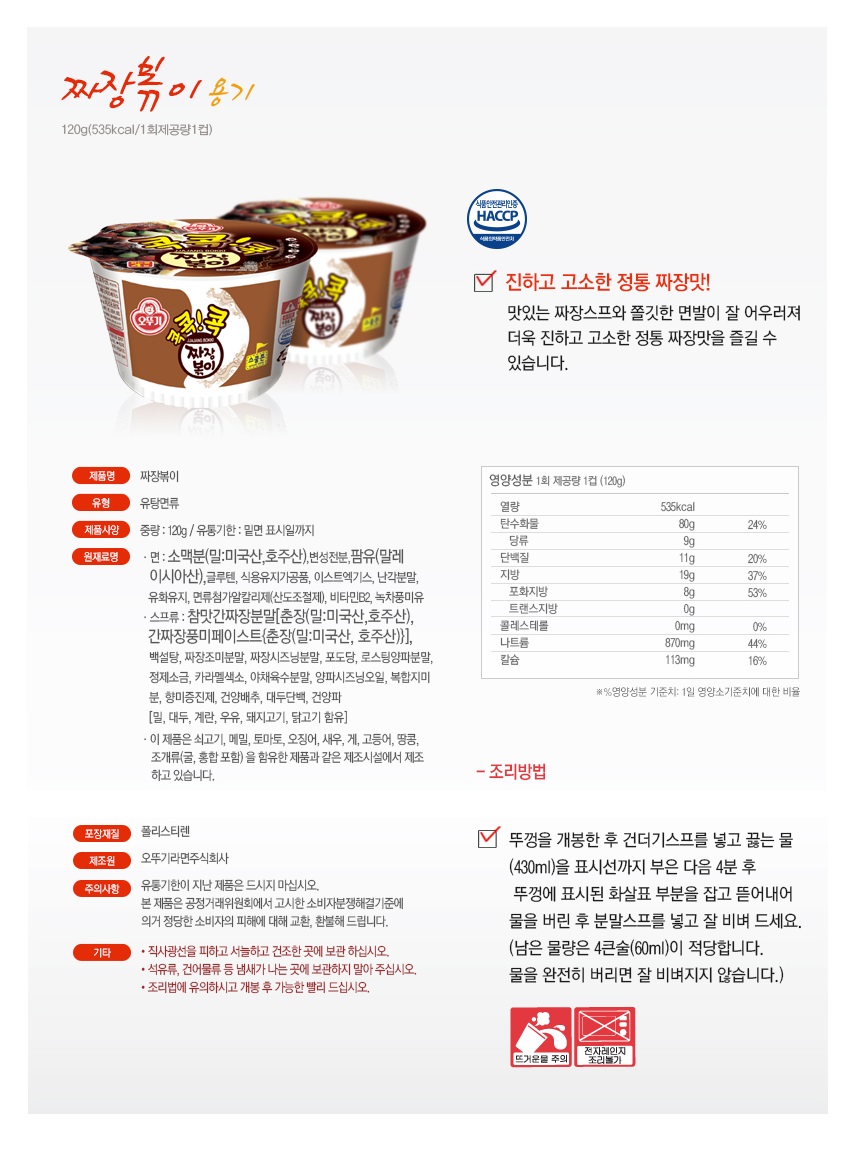 짜장볶이 용기
120g(535kcal/1회제공량1컵)
식품안전관리인증
HACCP
식품의약품안전처
오뚜기
콕콕!콕
JJAJANG BOKKI
짜장
볶이
진하고 고소한 정통 짜장맛!
맛있는 짜장스프와 쫄깃한 면발이 잘 어우러져
더욱 진하고 고소한 정통 짜장맛을 즐길 수
있습니다.
제품명 짜장볶이
유형 유탕면류
제품사양 중량 : 120g / 유통기한 : 밑면 표시일까지
원재료명 · 면 : 소맥분(밀:미국산,호주산),변성전분,팜유(말레
이시아산),글루텐, 식용유지가공품, 이스트엑기스, 난각분말,
유화유지, 면류첨가알칼리제(산도조절제), 비타민B2, 녹차풍미유
· 스프류 : 참맛간짜장분말[춘장(밀:미국산,호주산),
간짜장풍미페이스트{춘장(밀:미국산, 호주산)}],
백설탕, 짜장조미분말, 짜장시즈닝분말, 포도당, 로스팅양파분말,
정제소금, 카라멜색소, 야채육수분말, 양파시즈닝오일, 복합지미
분, 향미증진제, 건양배추, 대두단백, 건양파
[밀, 대두, 계란, 우유, 돼지고기, 닭고기 함유]
· 이 제품은 쇠고기, 메밀, 토마토, 오징어, 새우, 게, 고등어, 땅콩,
조개류(굴, 홍합 포함) 을 함유한 제품과 같은 제조시설에서 제조
하고 있습니다.
영양성분 1회 제공량 1컵 (120g)
열량 535kcal
탄수화물 80g 24%
당류 9g
단백질 11g 20%
지방 19g 37%
포화지방 8g 53%
트랜스지방 0g
콜레스테롤 0mg 0%
나트륨 870mg 44%
칼슘 113mg 16%
※%영양성분 기준치: 1일 영양소기준치에 대한 비율
포장재질 폴리스티렌
제조원 오뚜기라면주식회사
주의사항 유통기한이 지난 제품은 드시지 마십시오.
본 제품은 공정거래위원회에서 고시한 소비자분쟁해결기준에
의거 정당한 소비자의 피해에 대해 교환, 환불해 드립니다.
기타 • 직사광선을 피하고 서늘하고 건조한 곳에 보관 하십시오.
• 석유류, 건어물류 등 냄새가 나는 곳에 보관하지 말아 주십시오.
• 조리법에 유의하시고 개봉 후 가능한 빨리 드십시오.
- 조리방법
뚜껑을 개봉한 후 건더기스프를 넣고 끓는 물
(430ml)을 표시선까지 부은 다음 4분 후
뚜껑에 표시된 화살표 부분을 잡고 뜯어내어
물을 버린 후 분말스프를 넣고 잘 비벼 드세요.
(남은 물량은 4큰술(60ml)이 적당합니다.
물을 완전히 버리면 잘 비벼지지 않습니다.)
뜨거운물 주의
전자레인지
조리불가